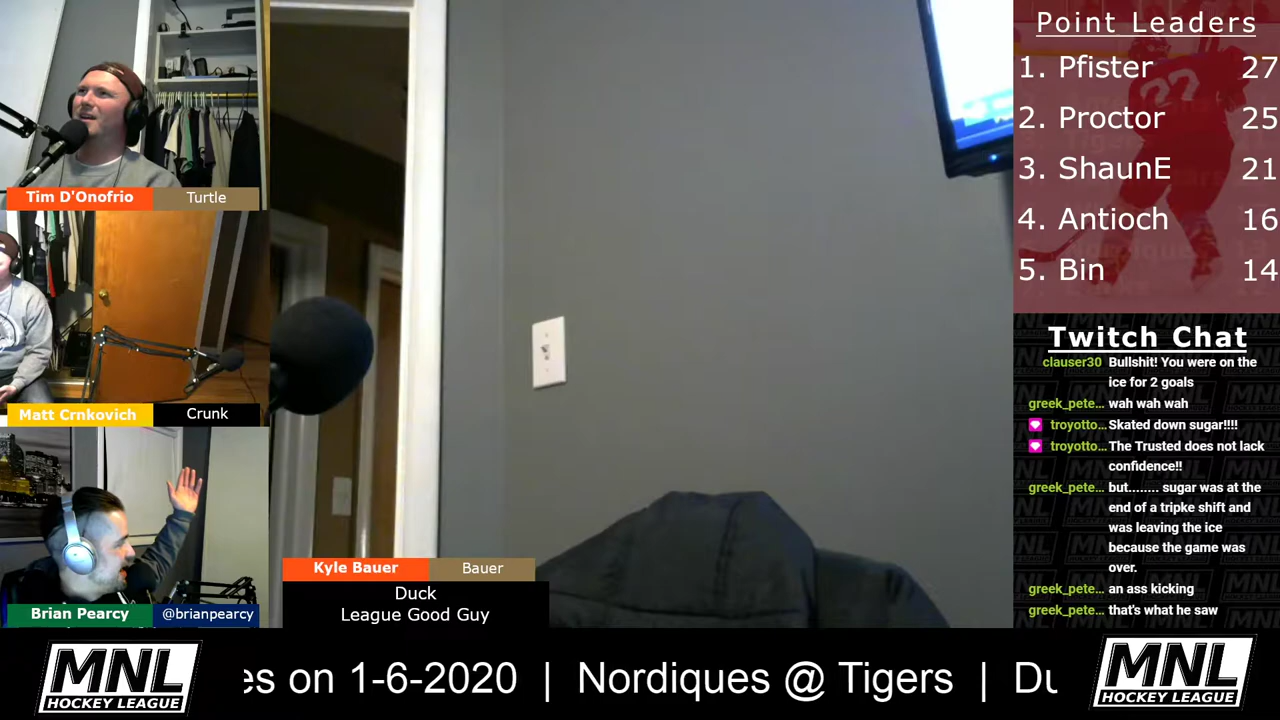 Tim D'Onofrio
Turtle
Matt Crnkovich
Crunk
Brian Pearcy
@brianpearcy
Kyle Bauer
Bauer
Duck
League Good Guy
Point Leaders
1. Pfister 27
2. Proctor 25
3. ShaunE 21
4. Antioch 16
5. Bin 14
Twitch Chat
clauser30 Bullshit! You were on the
ice for 2 goals
greek_pete... wah wah wah
troyotto... Skated down sugar!!!!
troyotto... The Trusted does not lack
confidence!!
greek_pete... but........ sugar was at the
end of a tripke shift and
was leaving the ice
because the game was
over.
greek_pete... an ass kicking
greek_pete... that's what he saw
MNL
HOCKEY LEAGUE
es on 1-6-2020 | Nordiques @ Tigers | Du
MNL
HOCKEY LEAGUE